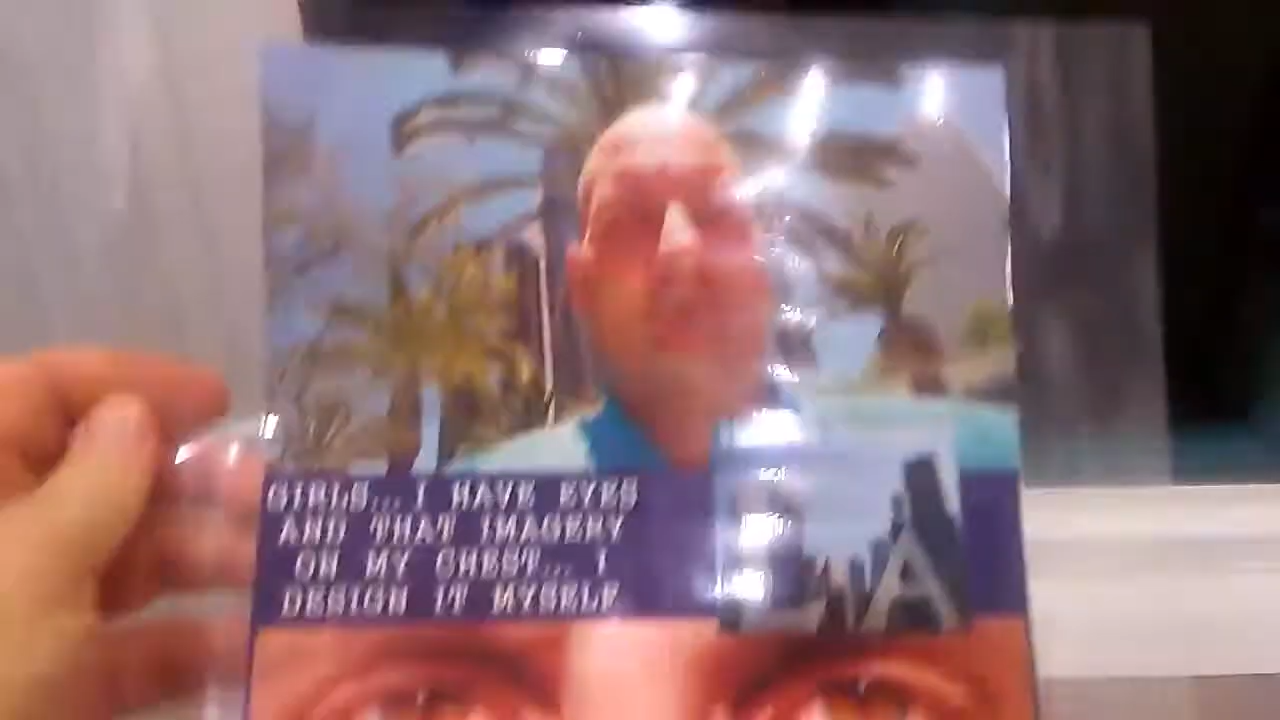 GIRLS... I HAVE EYES
AND THAT IMAGERY
ON MY CHEST... I
DESIGN IT MYSELF